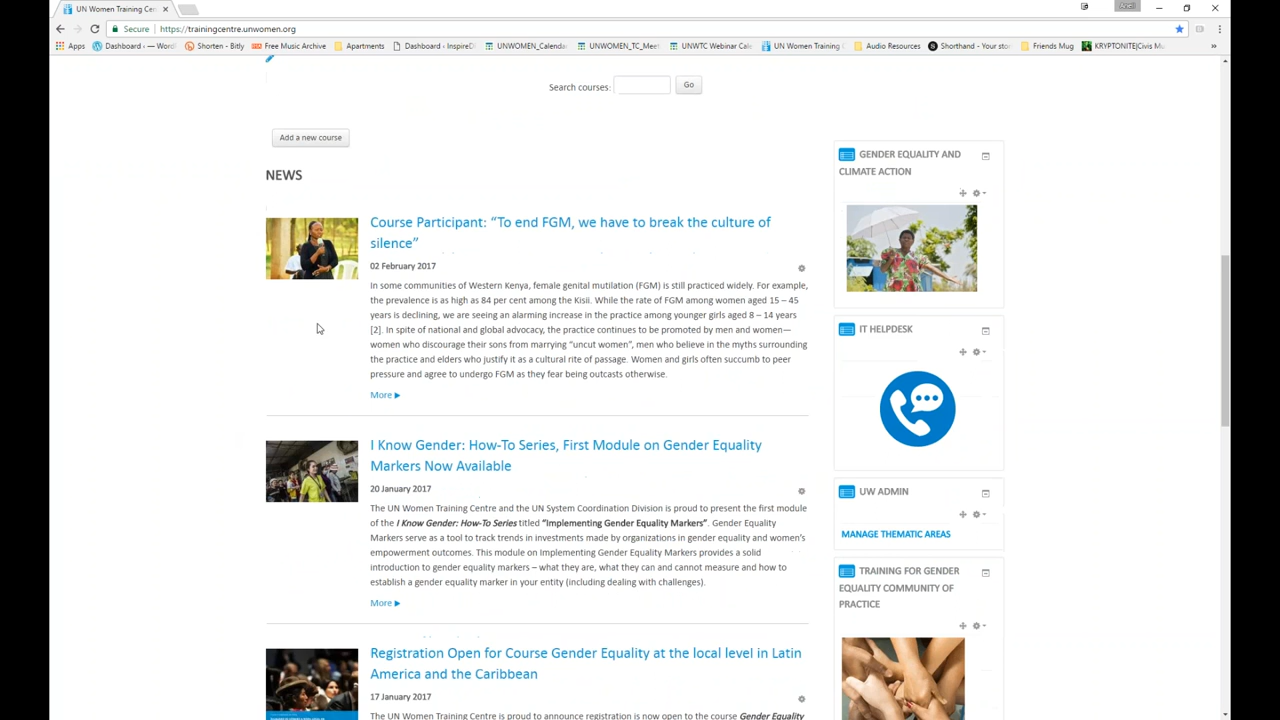 UN Women Training Cen
Andi
Secure
https://trainingcentre.unwomen.org
Apps
Dashboard ‹ — Word
Shorten - Bitly
Free Music Archive
Apartments
Dashboard ‹ InspireD
UNWOMEN_Calenda
UNWOMEN_TC_Meet
UNWTC Webinar Cale
UN Women Training C
Audio Resources
Shorthand - Your sto
Friends Mug
KRYPTONITE|Civis Mu
»
Search courses:
Go
Add a new course
NEWS
Course Participant: “To end FGM, we have to break the culture of
silence”
02 February 2017
In some communities of Western Kenya, female genital mutilation (FGM) is still practiced widely. For example,
the prevalence is as high as 84 per cent among the Kisii. While the rate of FGM among women aged 15 – 45
years is declining, we are seeing an alarming increase in the practice among younger girls aged 8 – 14 years
[2]. In spite of national and global advocacy, the practice continues to be promoted by men and women—
women who discourage their sons from marrying “uncut women”, men who believe in the myths surrounding
the practice and elders who justify it as a cultural rite of passage. Women and girls often succumb to peer
pressure and agree to undergo FGM as they fear being outcasts otherwise.
More
I Know Gender: How-To Series, First Module on Gender Equality
Markers Now Available
20 January 2017
The UN Women Training Centre and the UN System Coordination Division is proud to present the first module
of the I Know Gender: How-To Series titled “Implementing Gender Equality Markers”. Gender Equality
Markers serve as a tool to track trends in investments made by organizations in gender equality and women’s
empowerment outcomes. This module on Implementing Gender Equality Markers provides a solid
introduction to gender equality markers – what they are, what they can and cannot measure and how to
establish a gender equality marker in your entity (including dealing with challenges).
More
Registration Open for Course Gender Equality at the local level in Latin
America and the Caribbean
17 January 2017
The UN Women Training Centre is proud to announce registration is now open to the course Gender Equality
GENDER EQUALITY AND
CLIMATE ACTION
IT HELPDESK
UW ADMIN
MANAGE THEMATIC AREAS
TRAINING FOR GENDER
EQUALITY COMMUNITY OF
PRACTICE